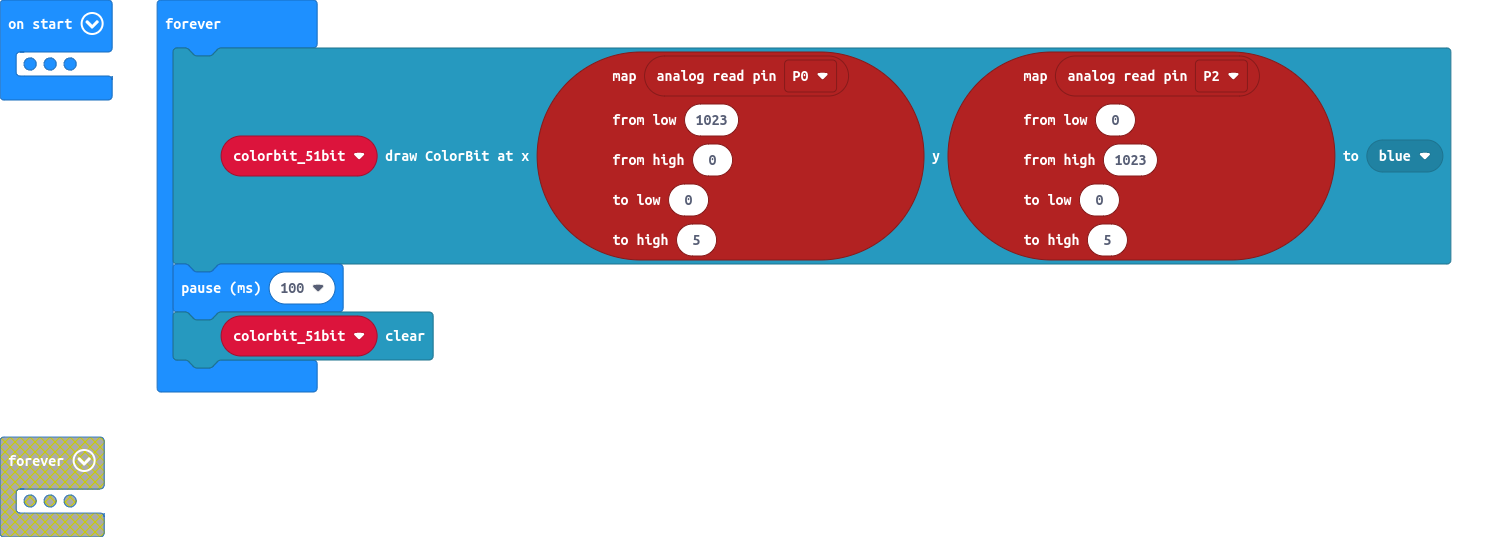 on start
forever
map analog read pin P0
from low 1023
from high 0
to low 0
to high 5
colorbit_51bit draw ColorBit at x
y
map analog read pin P2
from low 0
from high 1023
to low 0
to high 5
to blue
pause (ms) 100
colorbit_51bit clear
forever